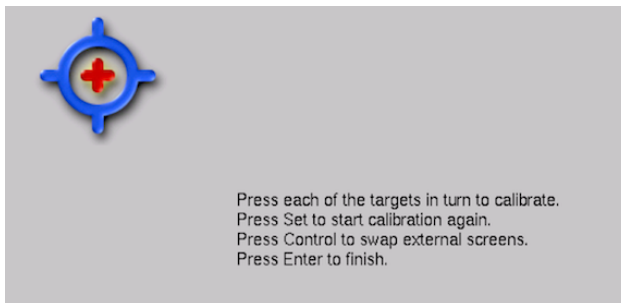 Press each of the targets in turn to calibrate.
Press Set to start calibration again.
Press Control to swap external screens.
Press Enter to finish.